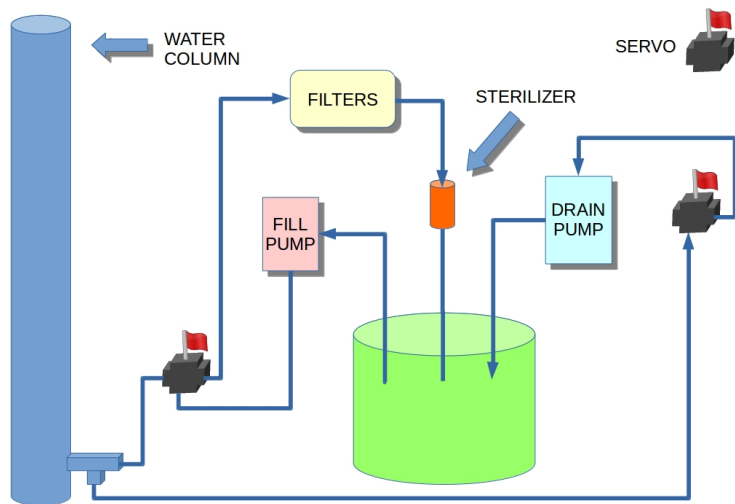 WATER
COLUMN
SERVO
FILTERS
STERILIZER
FILL
PUMP
DRAIN
PUMP